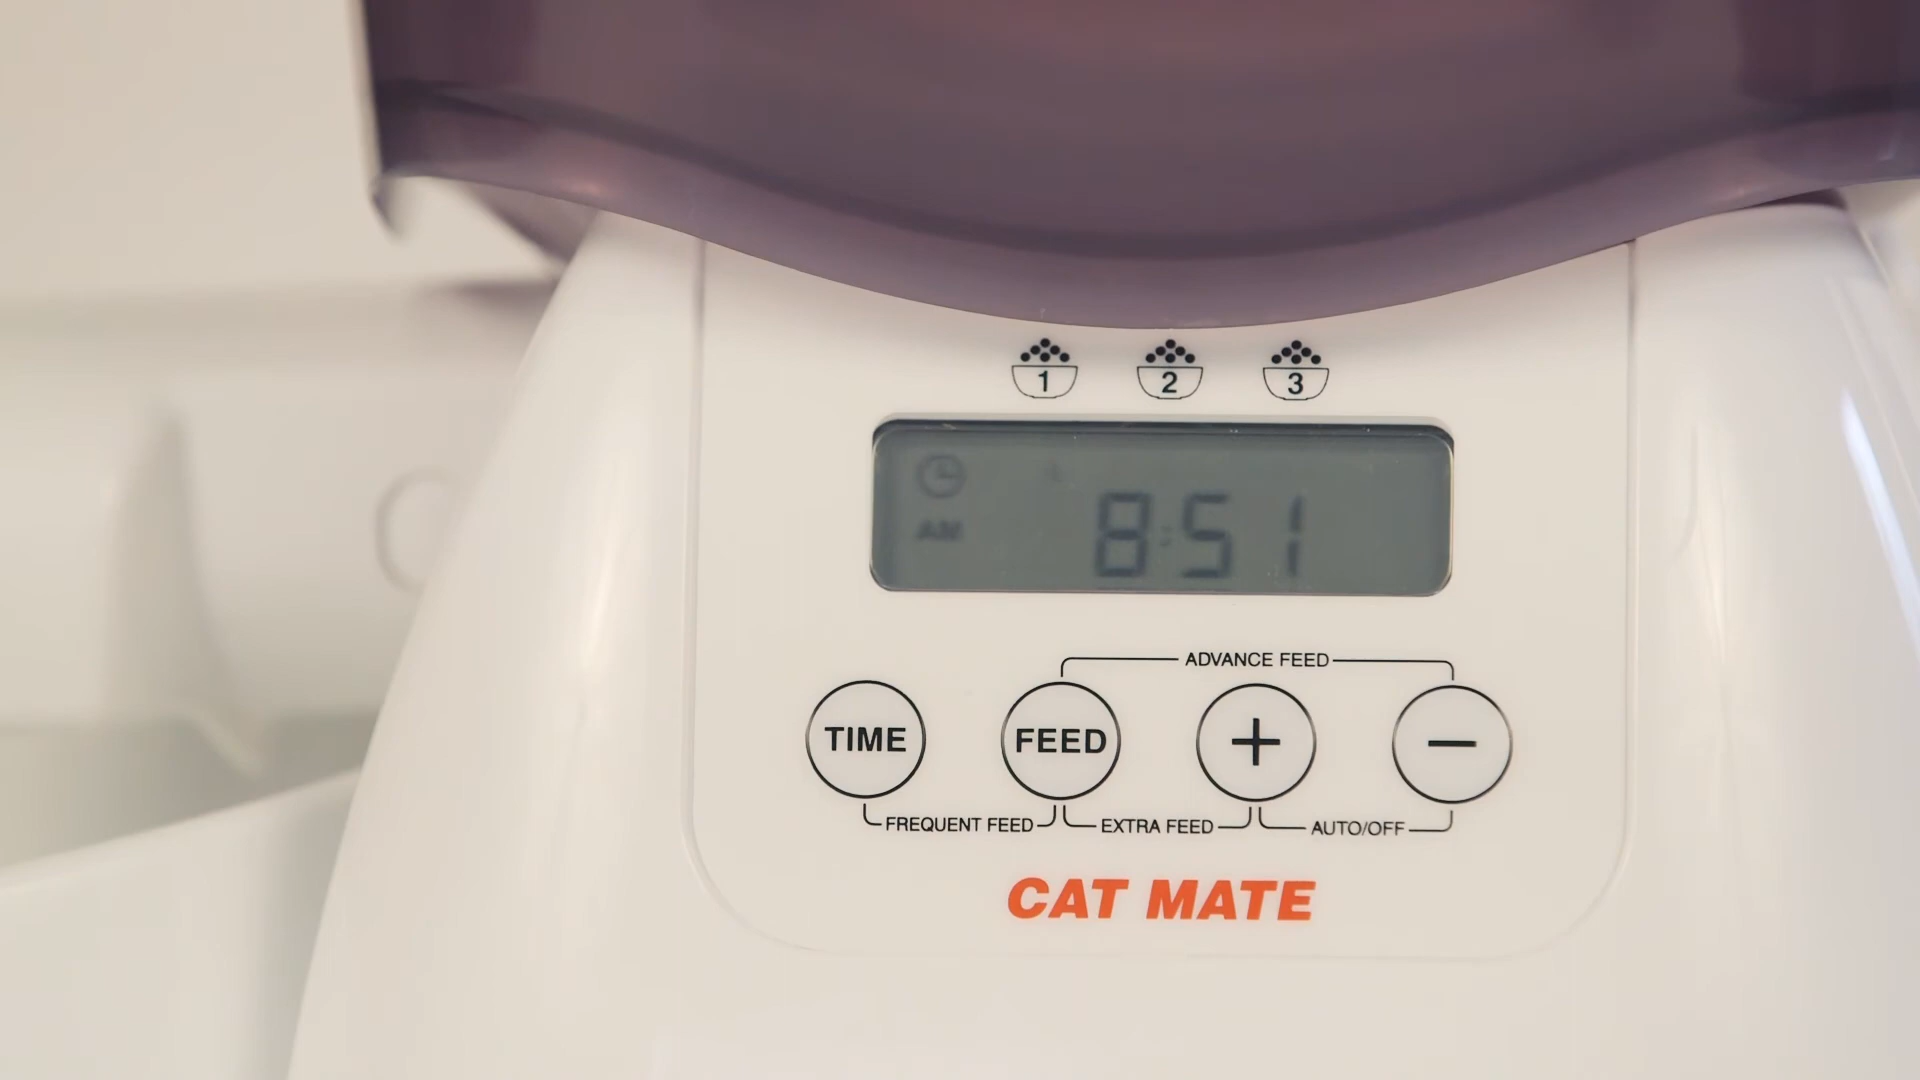 1 2 3
AM 8:51
ADVANCE FEED
TIME FEED + −
FREQUENT FEED EXTRA FEED AUTO/OFF
CAT MATE